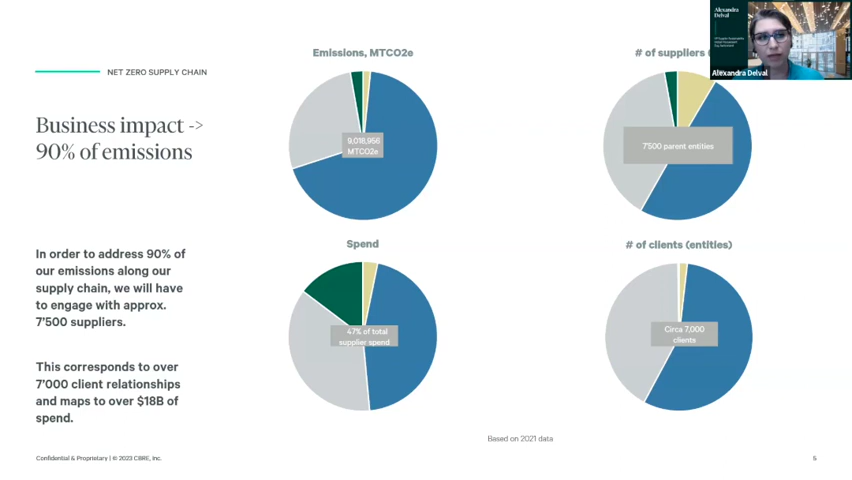 NET ZERO SUPPLY CHAIN
Business impact ->
90% of emissions
In order to address 90% of
our emissions along our
supply chain, we will have
to engage with approx.
7'500 suppliers.
This corresponds to over
7'000 client relationships
and maps to over $18B of
spend.
Emissions, MTCO2e
9,018,956
MTCO2e
# of suppliers (
7'500 parent entities
Spend
47% of total
supplier spend
# of clients (entities)
Circa 7,000
clients
Based on 2021 data
Confidential & Proprietary | © 2023 CBRE, Inc.
5
Alexandra
Delval
Alexandra Delval